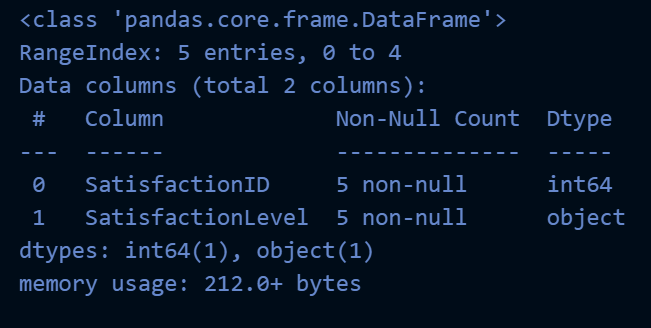 <class 'pandas.core.frame.DataFrame'>
RangeIndex: 5 entries, 0 to 4
Data columns (total 2 columns):
 #   Column             Non-Null Count  Dtype
---  ------             --------------  -----
 0   SatisfactionID     5 non-null      int64
 1   SatisfactionLevel  5 non-null      object
dtypes: int64(1), object(1)
memory usage: 212.0+ bytes